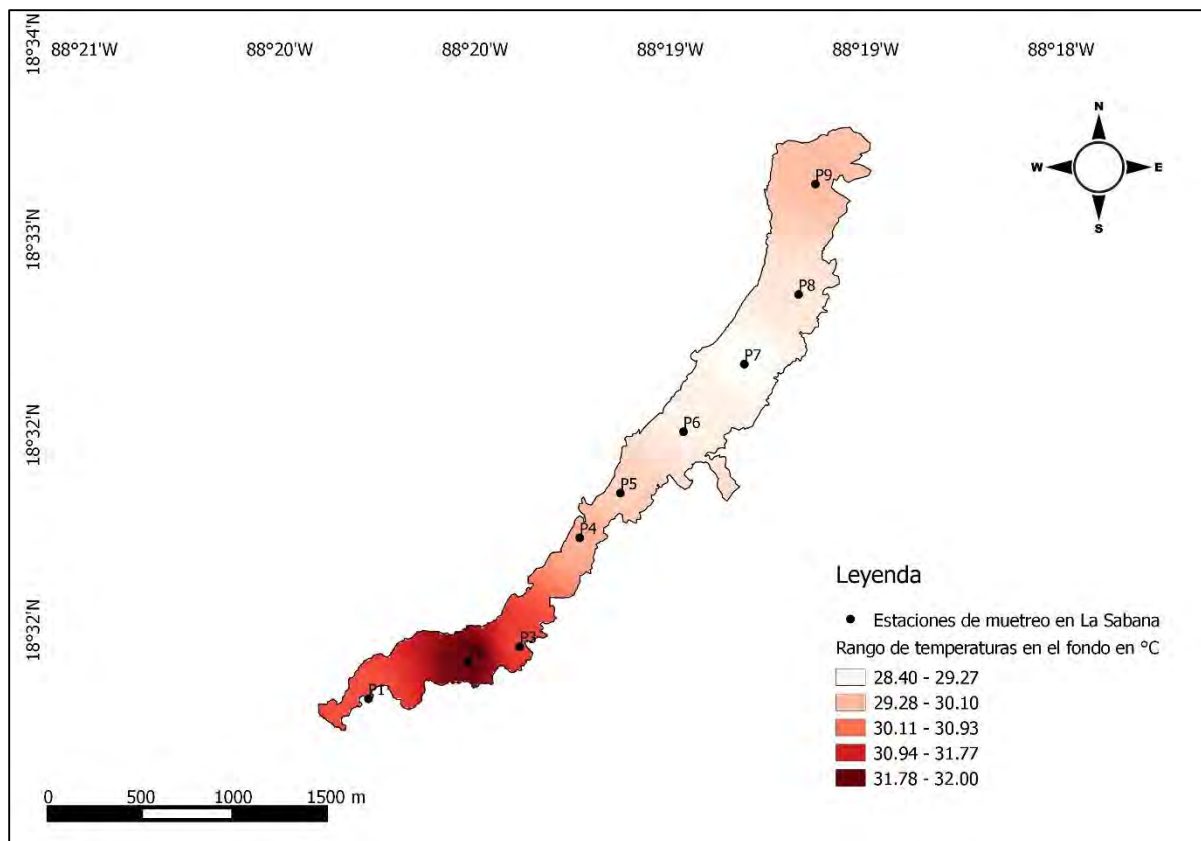 88°21'W 88°20'W 88°20'W 88°19'W 88°19'W 88°18'W
18°34'N
18°33'N
18°32'N
18°32'N
N
W E
S
P9
P8
P7
P6
P5
P4
P3
P1
Leyenda
Estaciones de muetreo en La Sabana
Rango de temperaturas en el fondo en °C
28.40 - 29.27
29.28 - 30.10
30.11 - 30.93
30.94 - 31.77
31.78 - 32.00
0 500 1000 1500 m